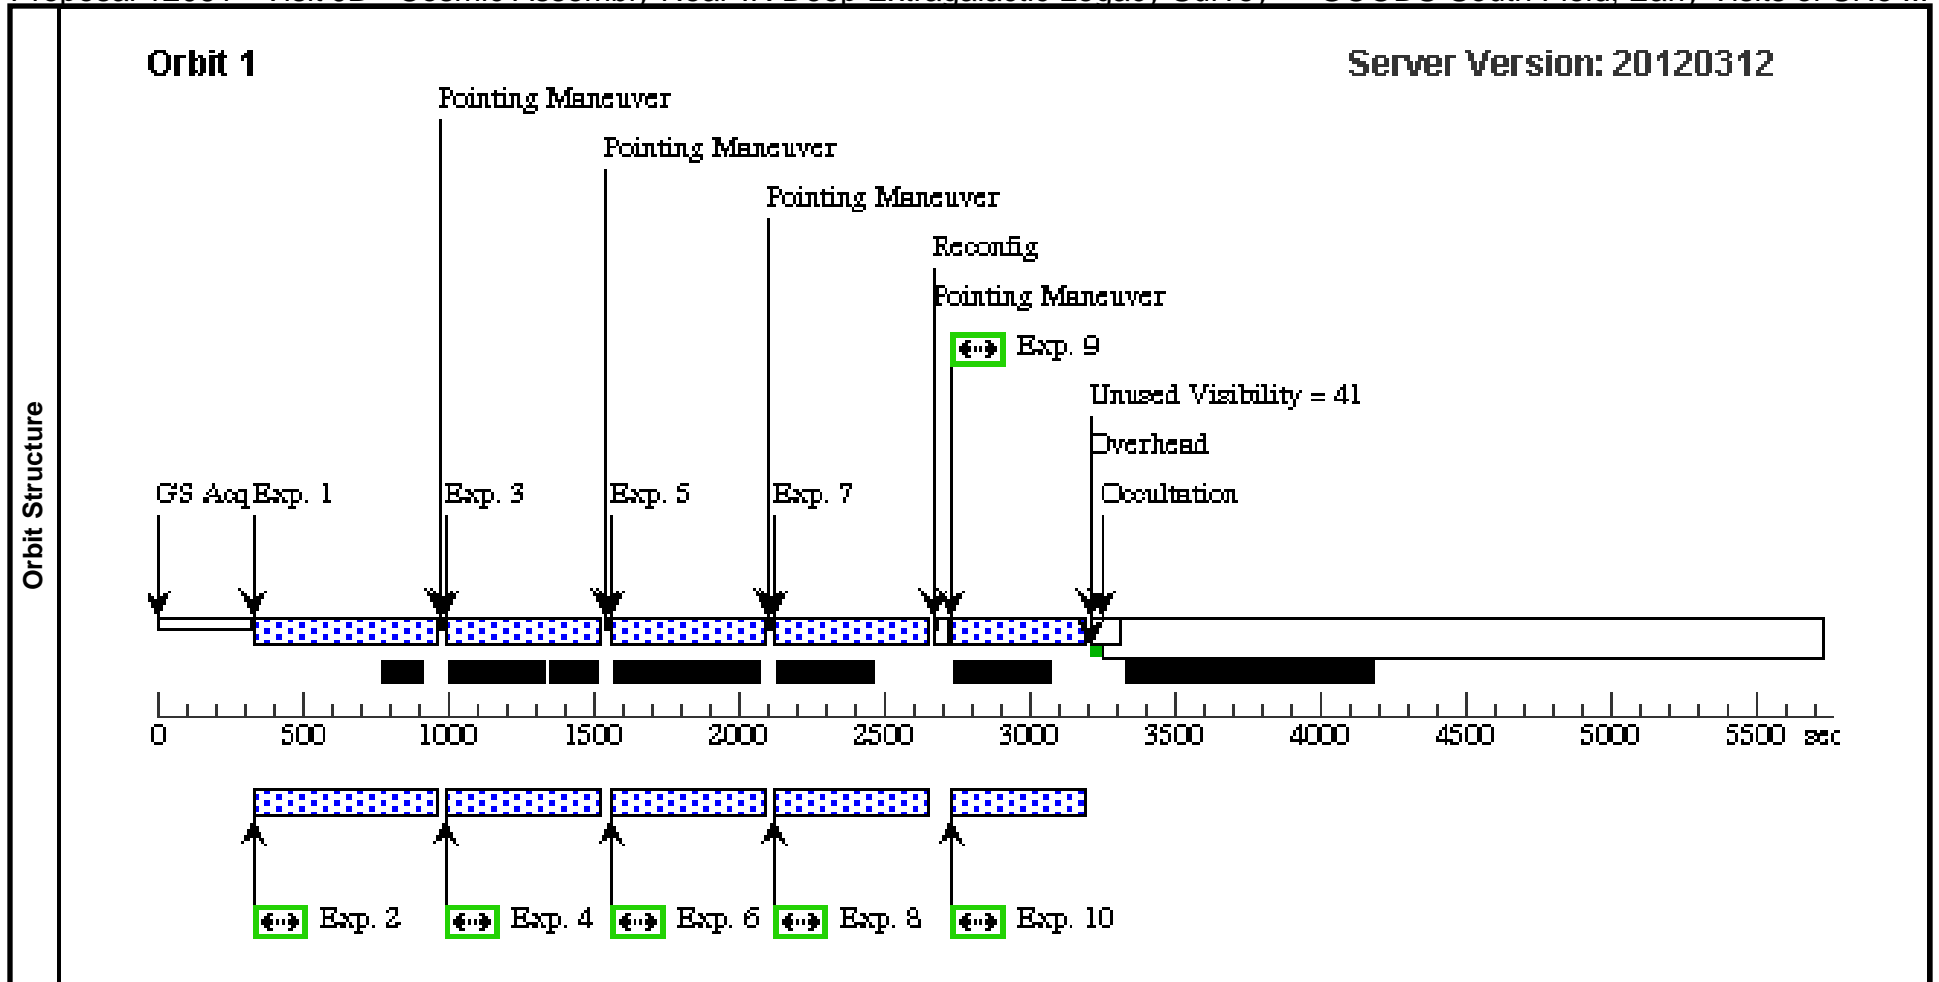 Orbit 1
Server Version: 20120312
Pointing Maneuver
Pointing Maneuver
Pointing Maneuver
Reconfig
Pointing Maneuver
Exp. 9
Unused Visibility = 41
Overhead
GS Acq Exp. 1 Exp. 3 Exp. 5 Exp. 7 Occultation
Orbit Structure
0 500 1000 1500 2000 2500 3000 3500 4000 4500 5000 5500 sec
Exp. 2 Exp. 4 Exp. 6 Exp. 8 Exp. 10